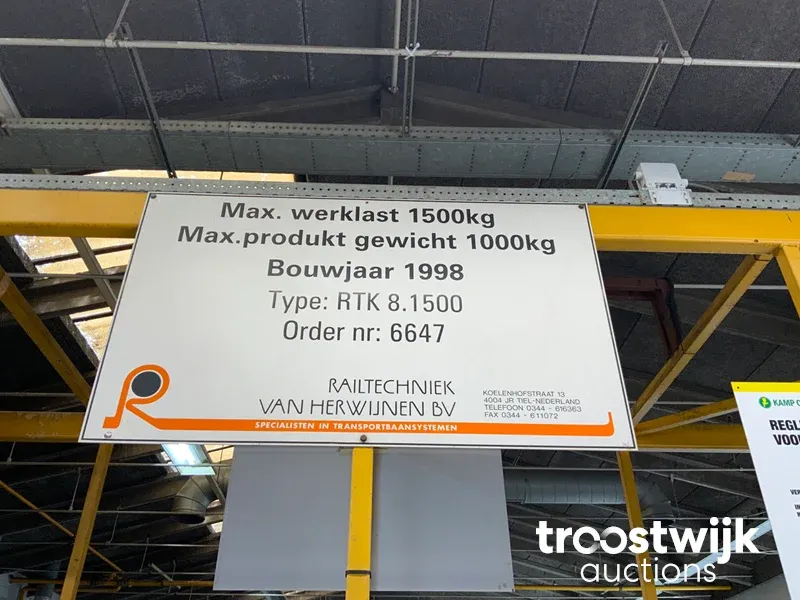 Max. werklast 1500kg
Max.produkt gewicht 1000kg
Bouwjaar 1998
Type: RTK 8.1500
Order nr: 6647
RAILTECHNIEK
VAN HERWIJNEN BV
KOELENHOFSTRAAT 13
4004 JR TIEL-NEDERLAND
TELEFOON 0344 - 616363
FAX 0344 - 611072
SPECIALISTEN IN TRANSPORTBAANSYSTEMEN
KAMP
VOO
troostwijk
auctions